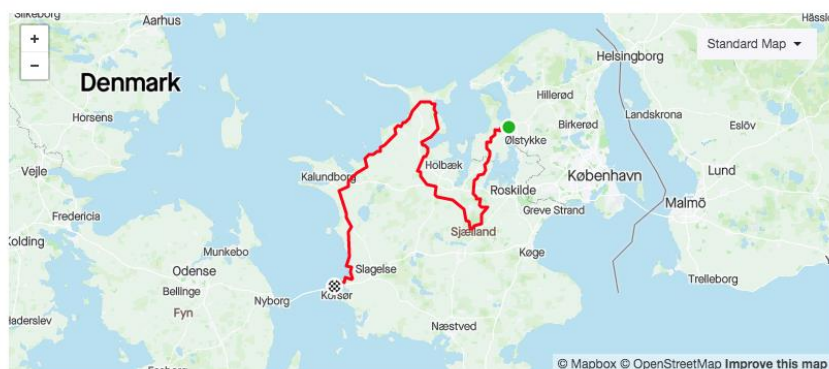 Silkeborg
Aarhus
Helsingborg
+
−
Standard Map
Denmark
Horsens
Hillerød
Landskrona
Eslöv
Birkerød
Ølstykke
Vejle
Kalundborg
Holbæk
København
Lund
Roskilde
Fredericia
Greve Strand
Malmö
Kolding
Munkebo
Sjælland
Køge
Odense
Slagelse
Trelleborg
Bellinge
Nyborg
Korsør
Fyn
Haderslev
Næstved
© Mapbox © OpenStreetMap Improve this map